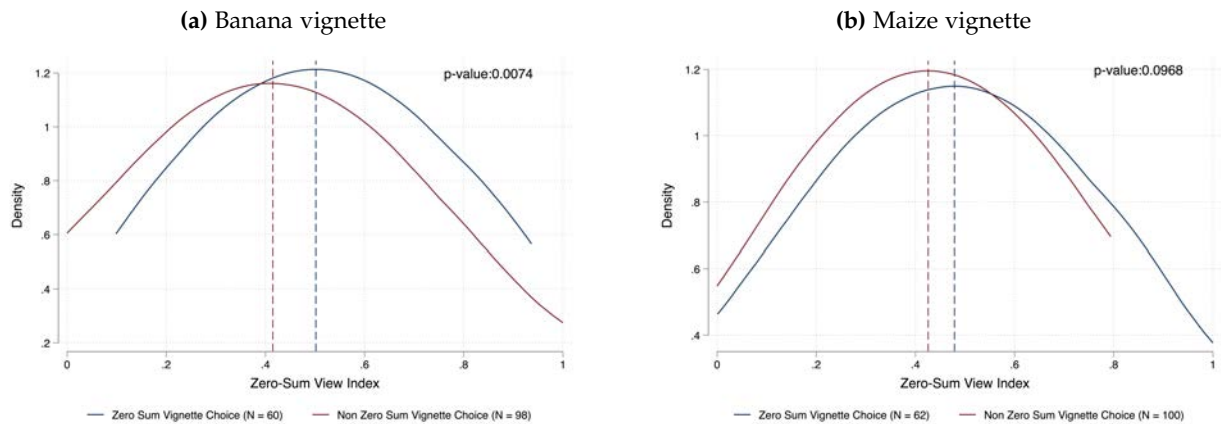 (a) Banana vignette
p-value:0.0074
Density
1.2
1
.8
.6
.4
.2
0
.2
.4
.6
.8
1
Zero-Sum View Index
Zero Sum Vignette Choice (N = 60)
Non Zero Sum Vignette Choice (N = 98)
(b) Maize vignette
p-value:0.0968
Density
1.2
1
.8
.6
.4
0
.2
.4
.6
.8
1
Zero-Sum View Index
Zero Sum Vignette Choice (N = 62)
Non Zero Sum Vignette Choice (N = 100)